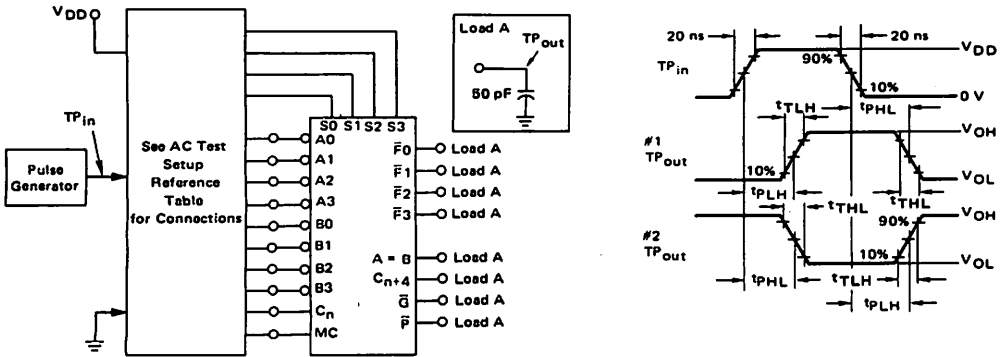 VDD
TPin
Pulse
Generator
See AC Test
Setup
Reference
Table
for Connections
S0 S1 S2 S3
A0
A1
A2
A3
B0
B1
B2
B3
Cn
MC
F̅0
F̅1
F̅2
F̅3
A = B
Cn+4
G̅
P̅
Load A
Load A
Load A
Load A
Load A
Load A
Load A
Load A
Load A
TPout
50 pF
20 ns
20 ns
TPin
90%
10%
VDD
0 V
tTLH
tPHL
#1
TPout
10%
VOH
VOL
tPLH
tTHL
tTHL
#2
TPout
90%
10%
VOH
VOL
tPHL
tTLH
tPLH